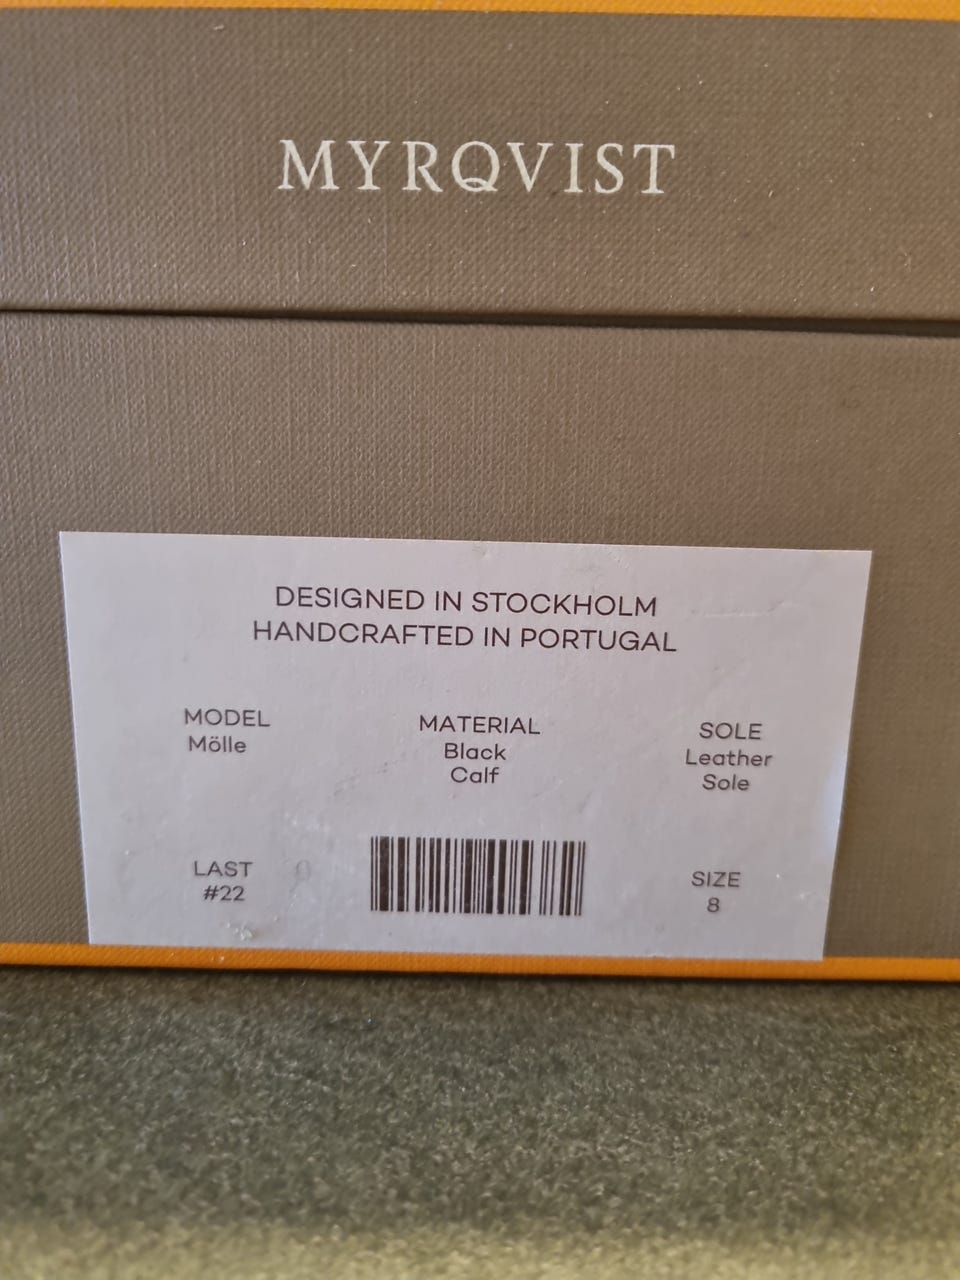 MYRQVIST
DESIGNED IN STOCKHOLM
HANDCRAFTED IN PORTUGAL
MODEL
Mölle
MATERIAL
Black
Calf
SOLE
Leather
Sole
LAST
#22
SIZE
8